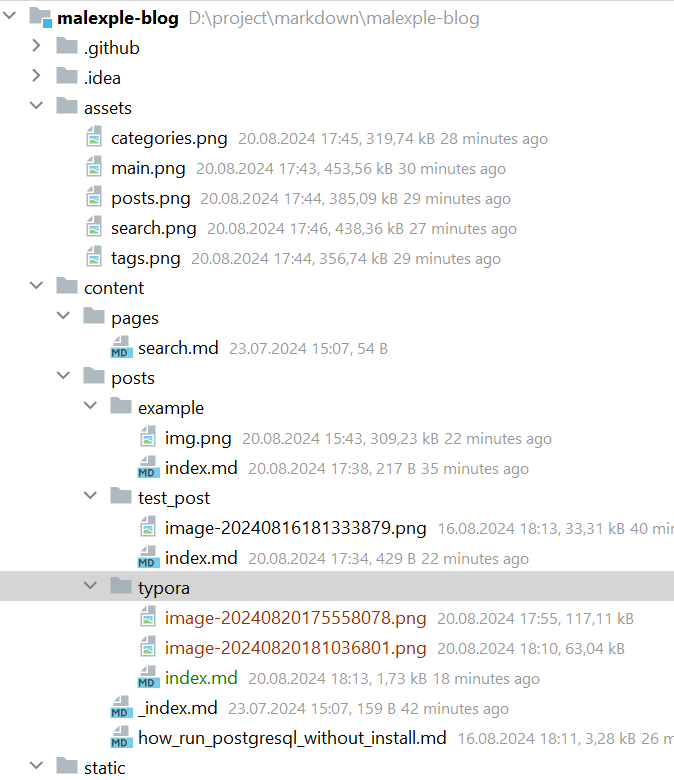 malexple-blog D:\project\markdown\malexple-blog
.github
.idea
assets
categories.png 20.08.2024 17:45, 319,74 kB 28 minutes ago
main.png 20.08.2024 17:43, 453,56 kB 30 minutes ago
posts.png 20.08.2024 17:44, 385,09 kB 29 minutes ago
search.png 20.08.2024 17:46, 438,36 kB 27 minutes ago
tags.png 20.08.2024 17:44, 356,74 kB 29 minutes ago
content
pages
MD search.md 23.07.2024 15:07, 54 B
posts
example
img.png 20.08.2024 15:43, 309,23 kB 22 minutes ago
MD index.md 20.08.2024 17:38, 217 B 35 minutes ago
test_post
image-20240816181333879.png 16.08.2024 18:13, 33,31 kB 40 min
MD index.md 20.08.2024 17:34, 429 B 22 minutes ago
typora
image-20240820175558078.png 20.08.2024 17:55, 117,11 kB
image-20240820181036801.png 20.08.2024 18:10, 63,04 kB
MD index.md 20.08.2024 18:13, 1,73 kB 18 minutes ago
MD _index.md 23.07.2024 15:07, 159 B 42 minutes ago
MD how_run_postgresql_without_install.md 16.08.2024 18:11, 3,28 kB 26 m
static